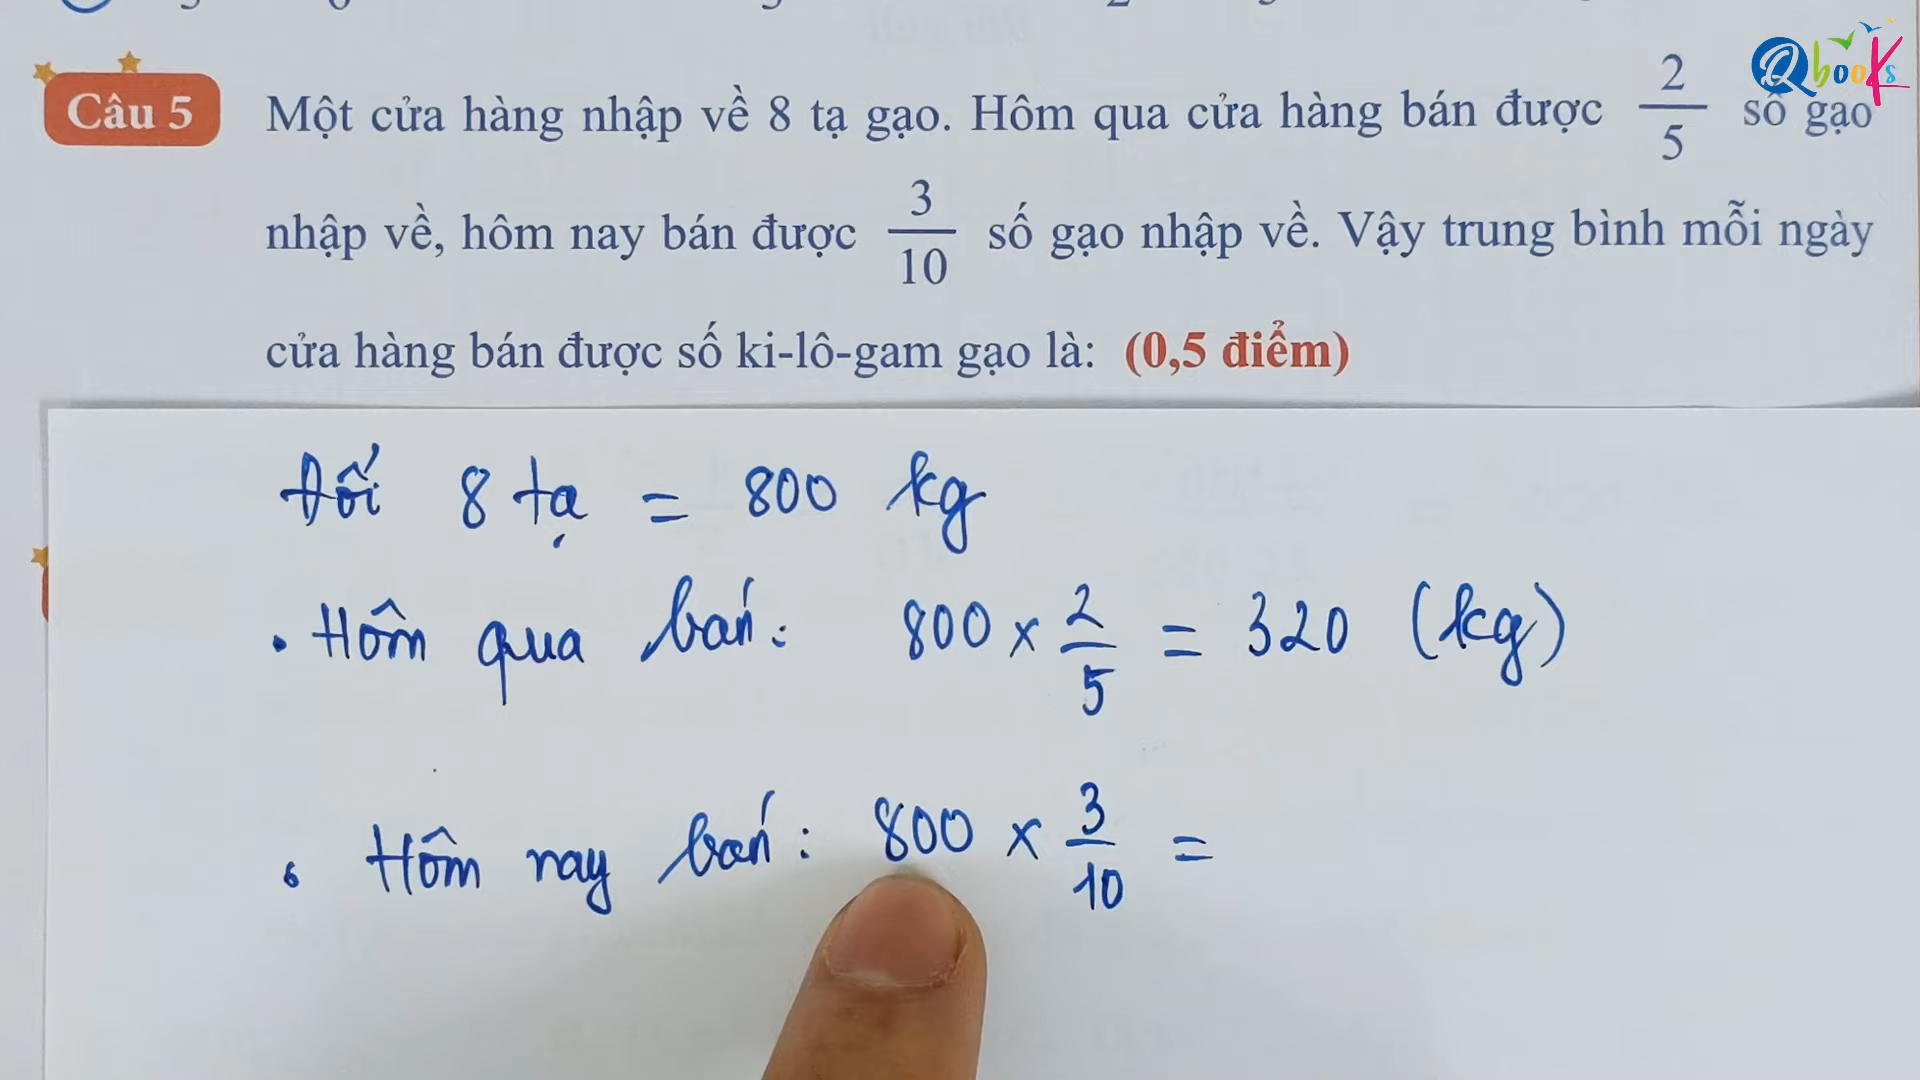 Qbooks
Câu 5 Một cửa hàng nhập về 8 tạ gạo. Hôm qua cửa hàng bán được 2/5 số gạo
nhập về, hôm nay bán được 3/10 số gạo nhập về. Vậy trung bình mỗi ngày
cửa hàng bán được số ki-lô-gam gạo là: (0,5 điểm)
Đổi 8 tạ = 800 kg
• Hôm qua bán: 800 × 2/5 = 320 (kg)
• Hôm nay bán: 800 × 3/10 =